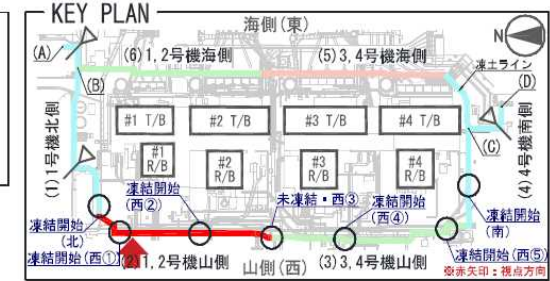 KEY PLAN
海側(東)
N
(A)
(6)1,2号機海側
(5)3,4号機海側
凍土ライン
(B)
(D)
#1 T/B
#2 T/B
#3 T/B
#4 T/B
(C)
(1)1号機北側
#1
R/B
#2
R/B
#3
R/B
#4
R/B
(4)4号機南側
凍結開始
(西②)
未凍結・西③
凍結開始
(西④)
凍結開始
(南)
凍結開始
(北)
凍結開始(西①)
(2)1,2号機山側
山側(西)
(3)3,4号機山側
凍結開始(西⑤)
※赤矢印:視点方向